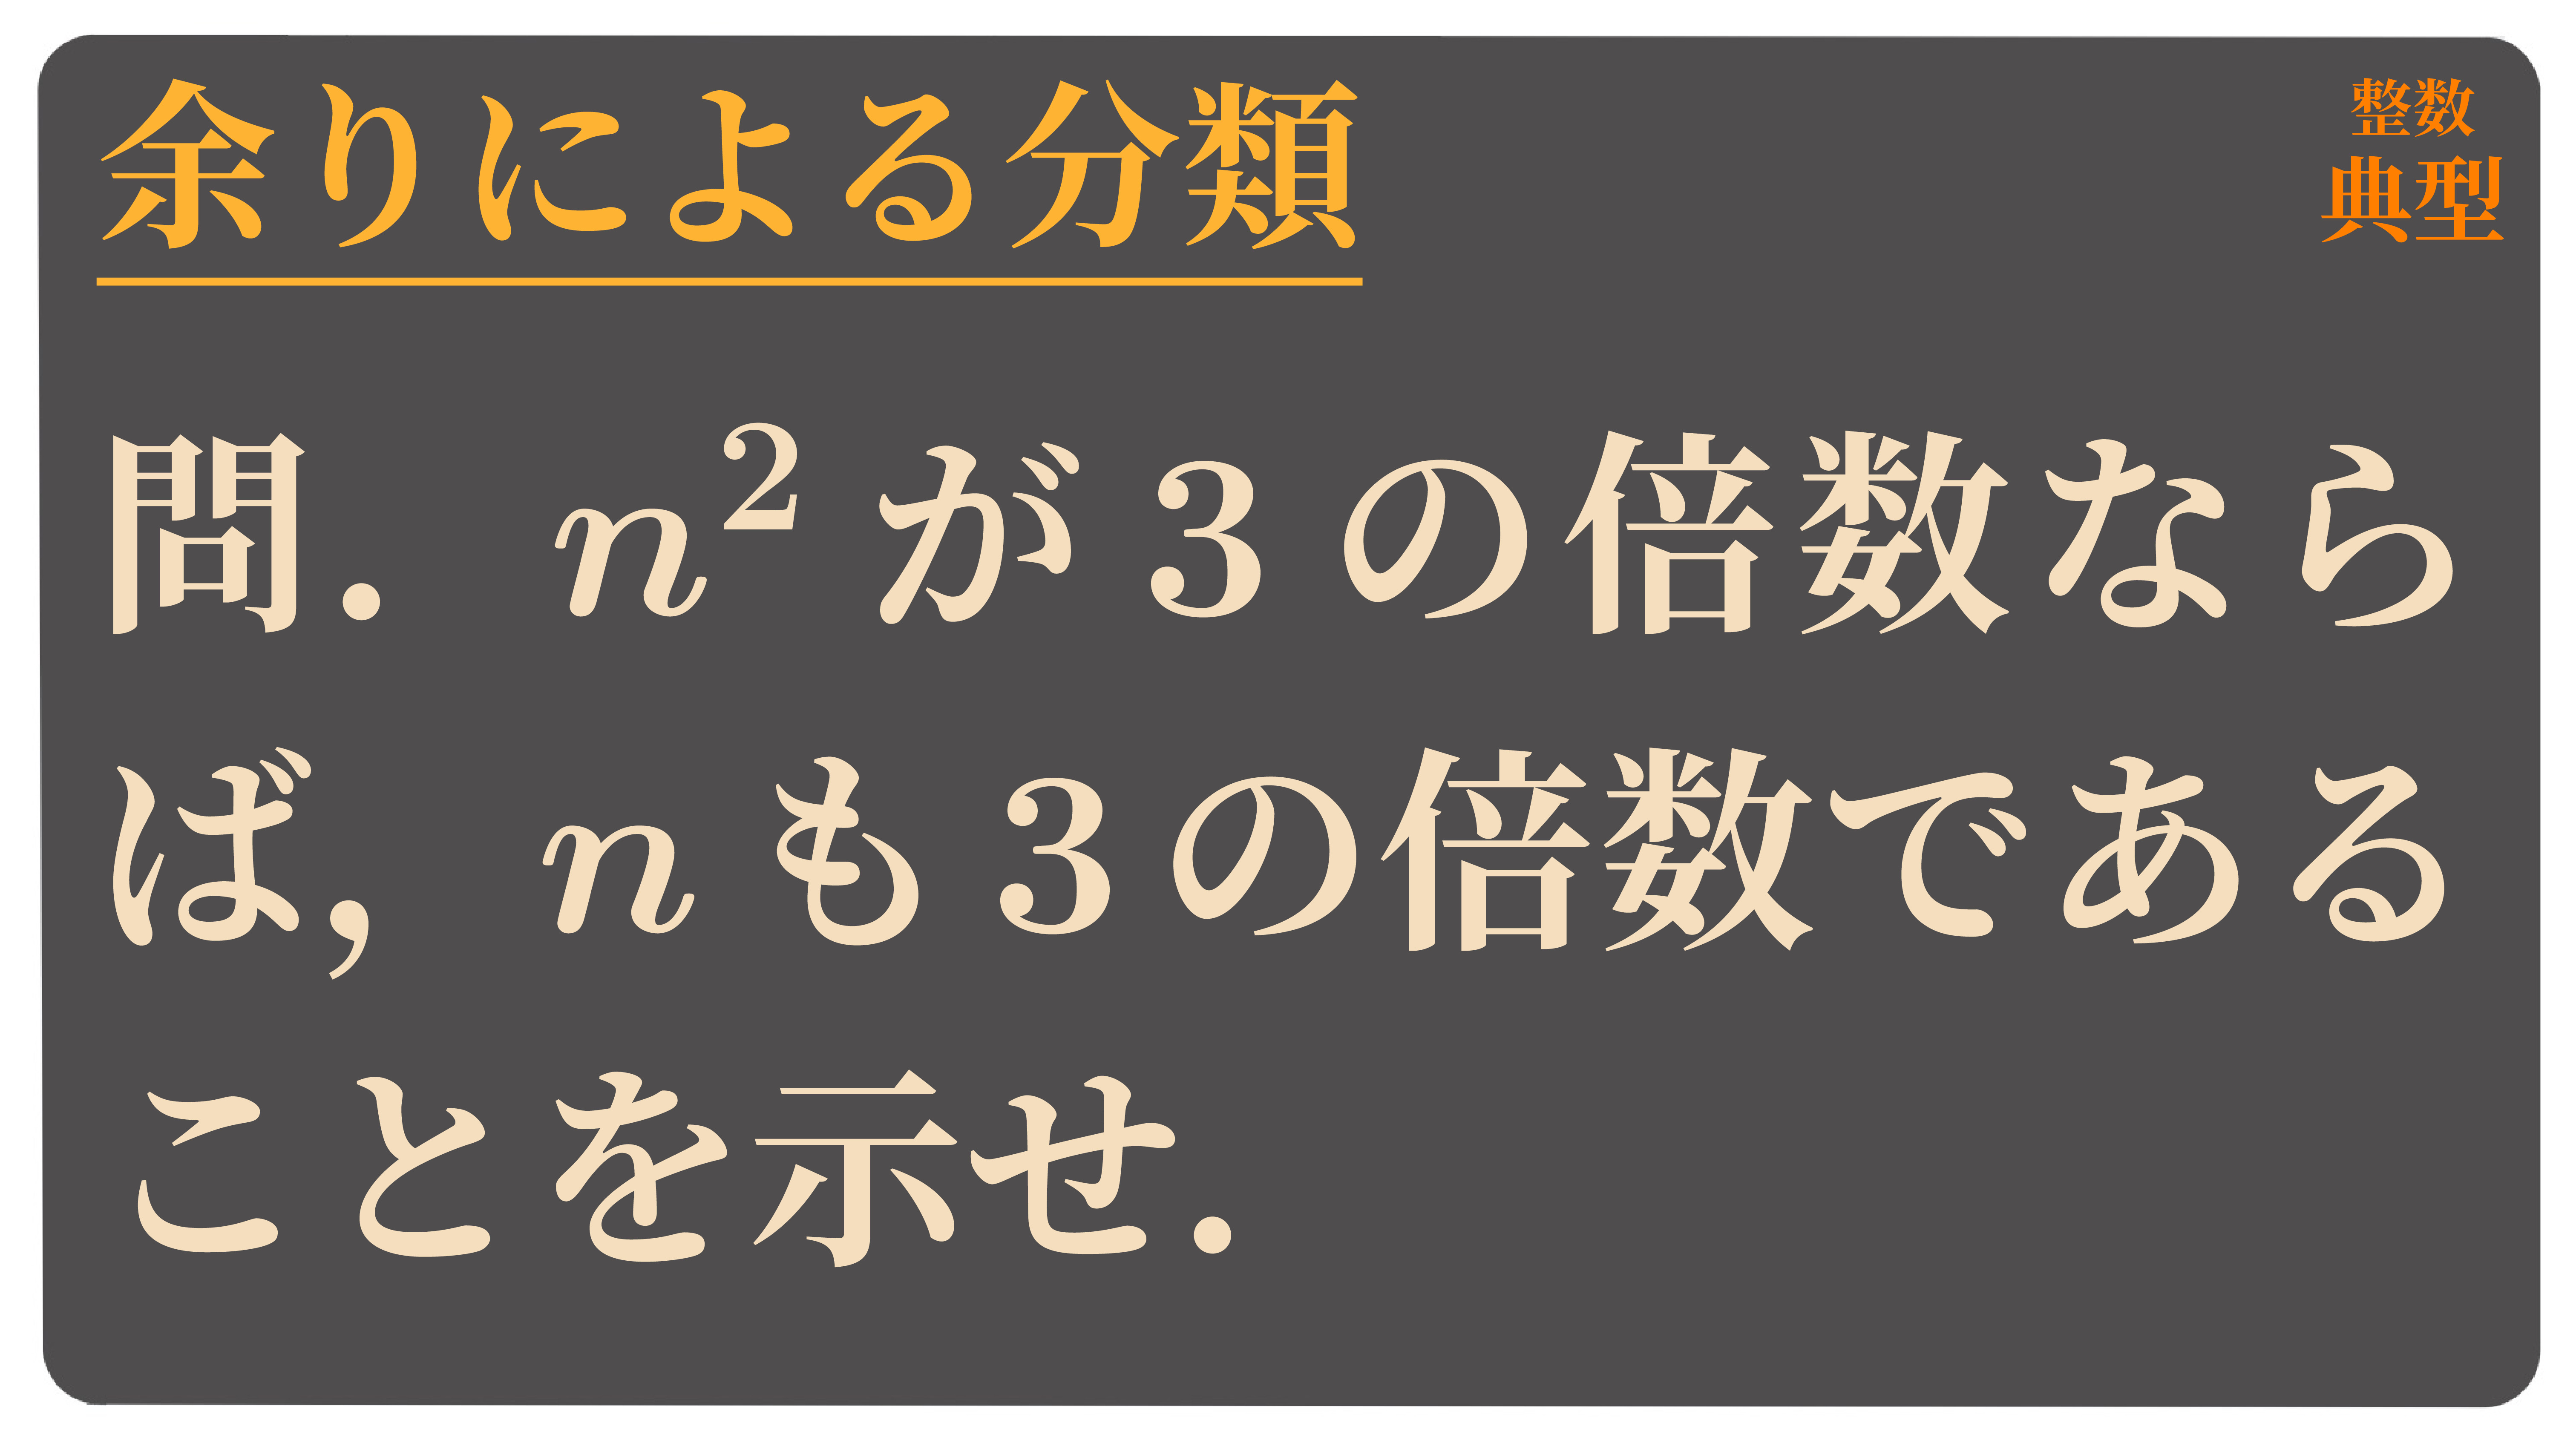 余りによる分類
整数
典型
問. n²が3の倍数なら
ば, nも3の倍数である
ことを示せ.